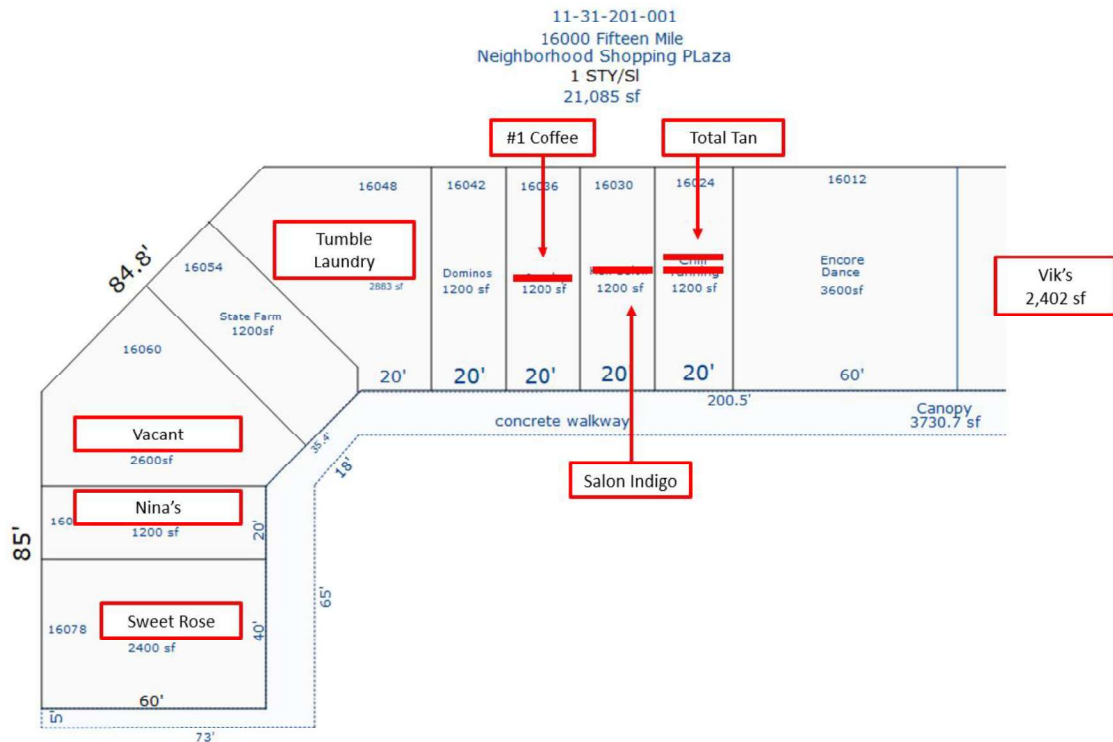 11-31-201-001
16000 Fifteen Mile
Neighborhood Shopping PLaza
1 STY/Sl
21,085 sf
#1 Coffee
Total Tan
16048
16042
16036
16030
16024
16012
Tumble
Laundry
2883 sf
Dominos
1200 sf
1200 sf
1200 sf
1200 sf
Encore
Dance
3600sf
Vik's
2,402 sf
84.8'
16054
State Farm
1200sf
16060
Vacant
2600sf
20'
20'
20'
20'
20'
60'
200.5'
concrete walkway
Canopy
3730.7 sf
35.4'
18'
Salon Indigo
85'
Nina's
1200 sf
20'
65'
16078
Sweet Rose
2400 sf
40'
60'
5'
73'